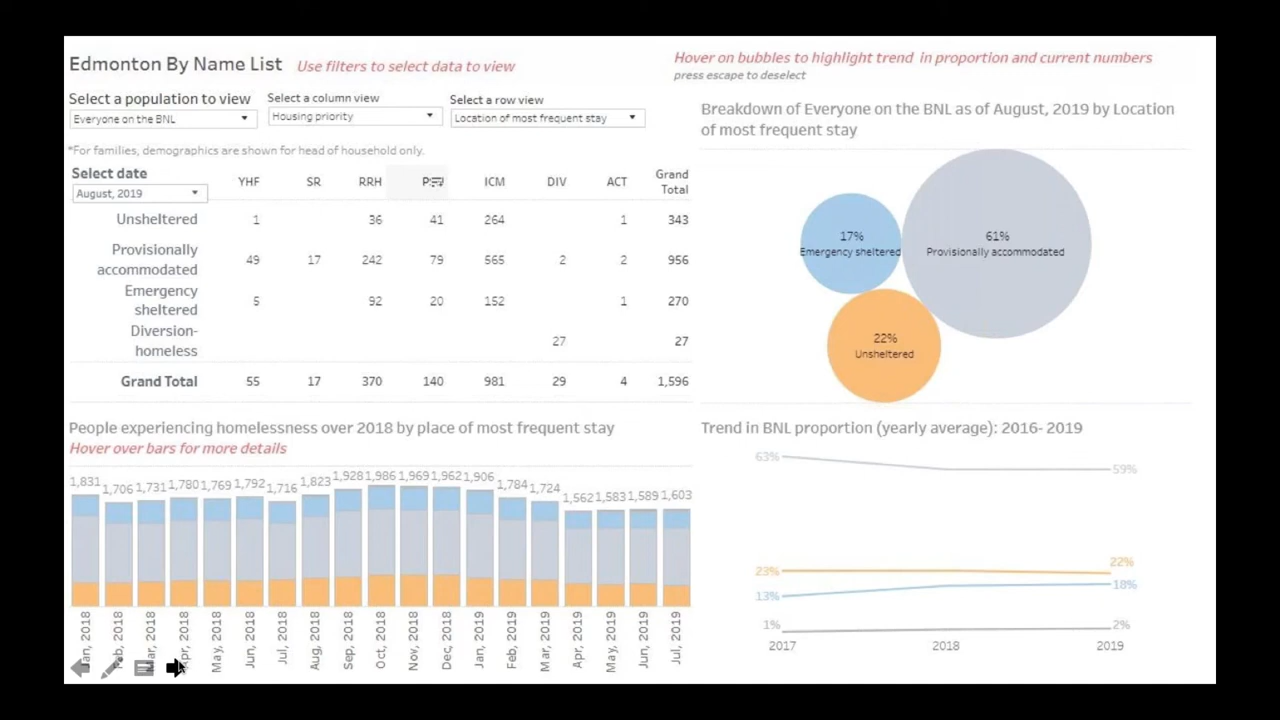 Edmonton By Name List
Use filters to select data to view
Select a population to view
Everyone on the BNL
Select a column view
Housing priority
Select a row view
Location of most frequent stay
*For families, demographics are shown for head of household only.
Select date
August, 2019
YHF SR RRH ICM DIV ACT Grand Total
Unsheltered 1 36 41 264 1 343
Provisionally accommodated 49 17 242 79 565 2 2 956
Emergency sheltered 5 92 20 152 1 270
Diversion-homeless 27 27
Grand Total 55 17 370 140 981 29 4 1,596
Hover on bubbles to highlight trend in proportion and current numbers
press escape to deselect
Breakdown of Everyone on the BNL as of August, 2019 by Location
of most frequent stay
17%
Emergency sheltered
61%
Provisionally accommodated
22%
Unsheltered
People experiencing homelessness over 2018 by place of most frequent stay
Hover over bars for more details
1,831 1,706 1,731 1,780 1,769 1,792 1,716 1,823 1,928 1,986 1,969 1,962 1,906 1,784 1,724 1,562 1,583 1,589 1,603
Jan, 2018 Feb, 2018 Mar, 2018 Apr, 2018 May, 2018 Jun, 2018 Jul, 2018 Aug, 2018 Sep, 2018 Oct, 2018 Nov, 2018 Dec, 2018 Jan, 2019 Feb, 2019 Mar, 2019 Apr, 2019 May, 2019 Jun, 2019 Jul, 2019
Trend in BNL proportion (yearly average): 2016- 2019
63% 59%
23% 22%
13% 18%
1% 2%
2017 2018 2019